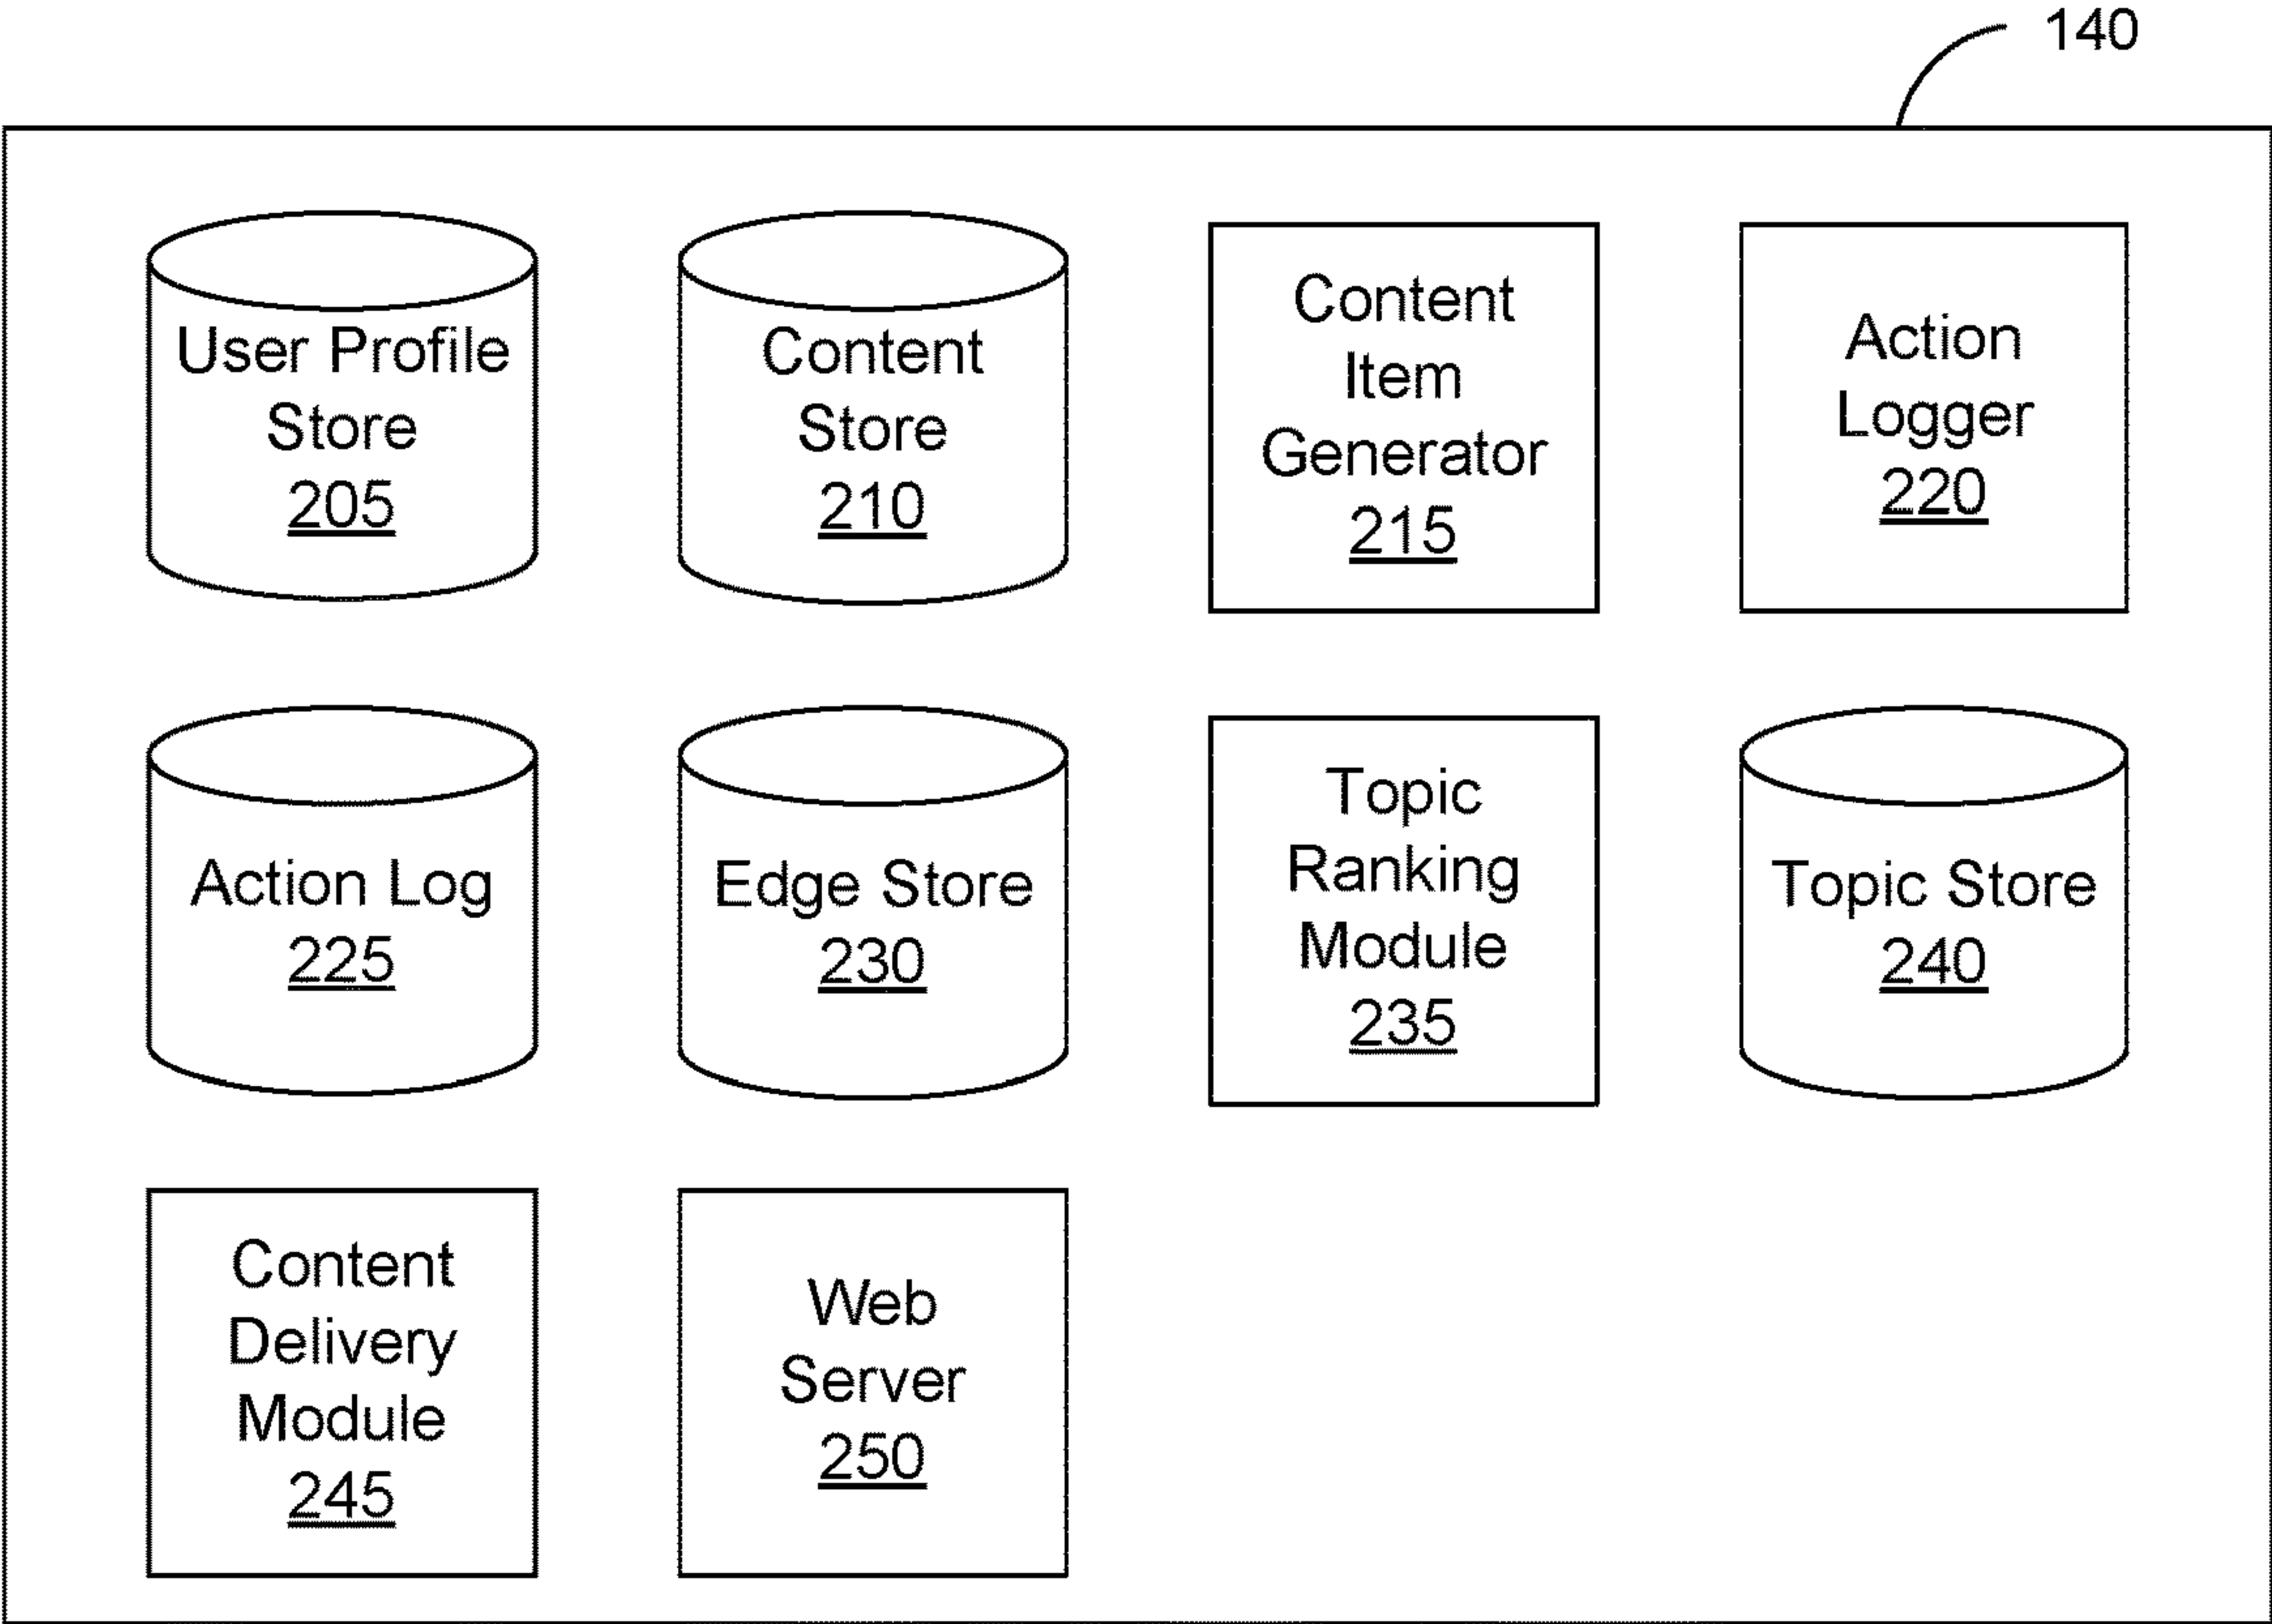 140
User Profile
Store
205
Content
Store
210
Content
Item
Generator
215
Action
Logger
220
Action Log
225
Edge Store
230
Topic
Ranking
Module
235
Topic Store
240
Content
Delivery
Module
245
Web
Server
250